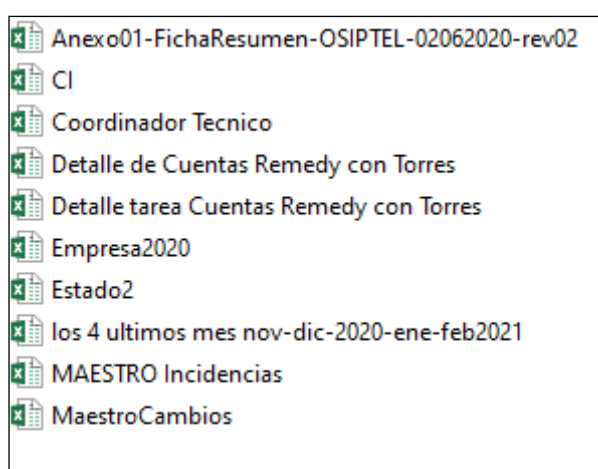 Anexo01-FichaResumen-OSIPTEL-02062020-rev02
CI
Coordinador Tecnico
Detalle de Cuentas Remedy con Torres
Detalle tarea Cuentas Remedy con Torres
Empresa2020
Estado2
los 4 ultimos mes nov-dic-2020-ene-feb2021
MAESTRO Incidencias
MaestroCambios